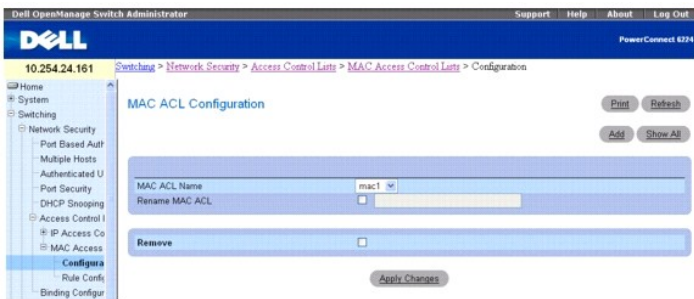 Dell OpenManage Switch Administrator
Support Help About Log Out
DELL
PowerConnect 6224
10.254.24.161
Switching > Network Security > Access Control Lists > MAC Access Control Lists > Configuration
Home
System
Switching
Network Security
Port Based Auth
Multiple Hosts
Authenticated U
Port Security
DHCP Snooping
Access Control l
IP Access Co
MAC Access
Configura
Rule Config
Binding Configur
MAC ACL Configuration
Print Refresh
Add Show All
MAC ACL Name mac1
Rename MAC ACL
Remove
Apply Changes